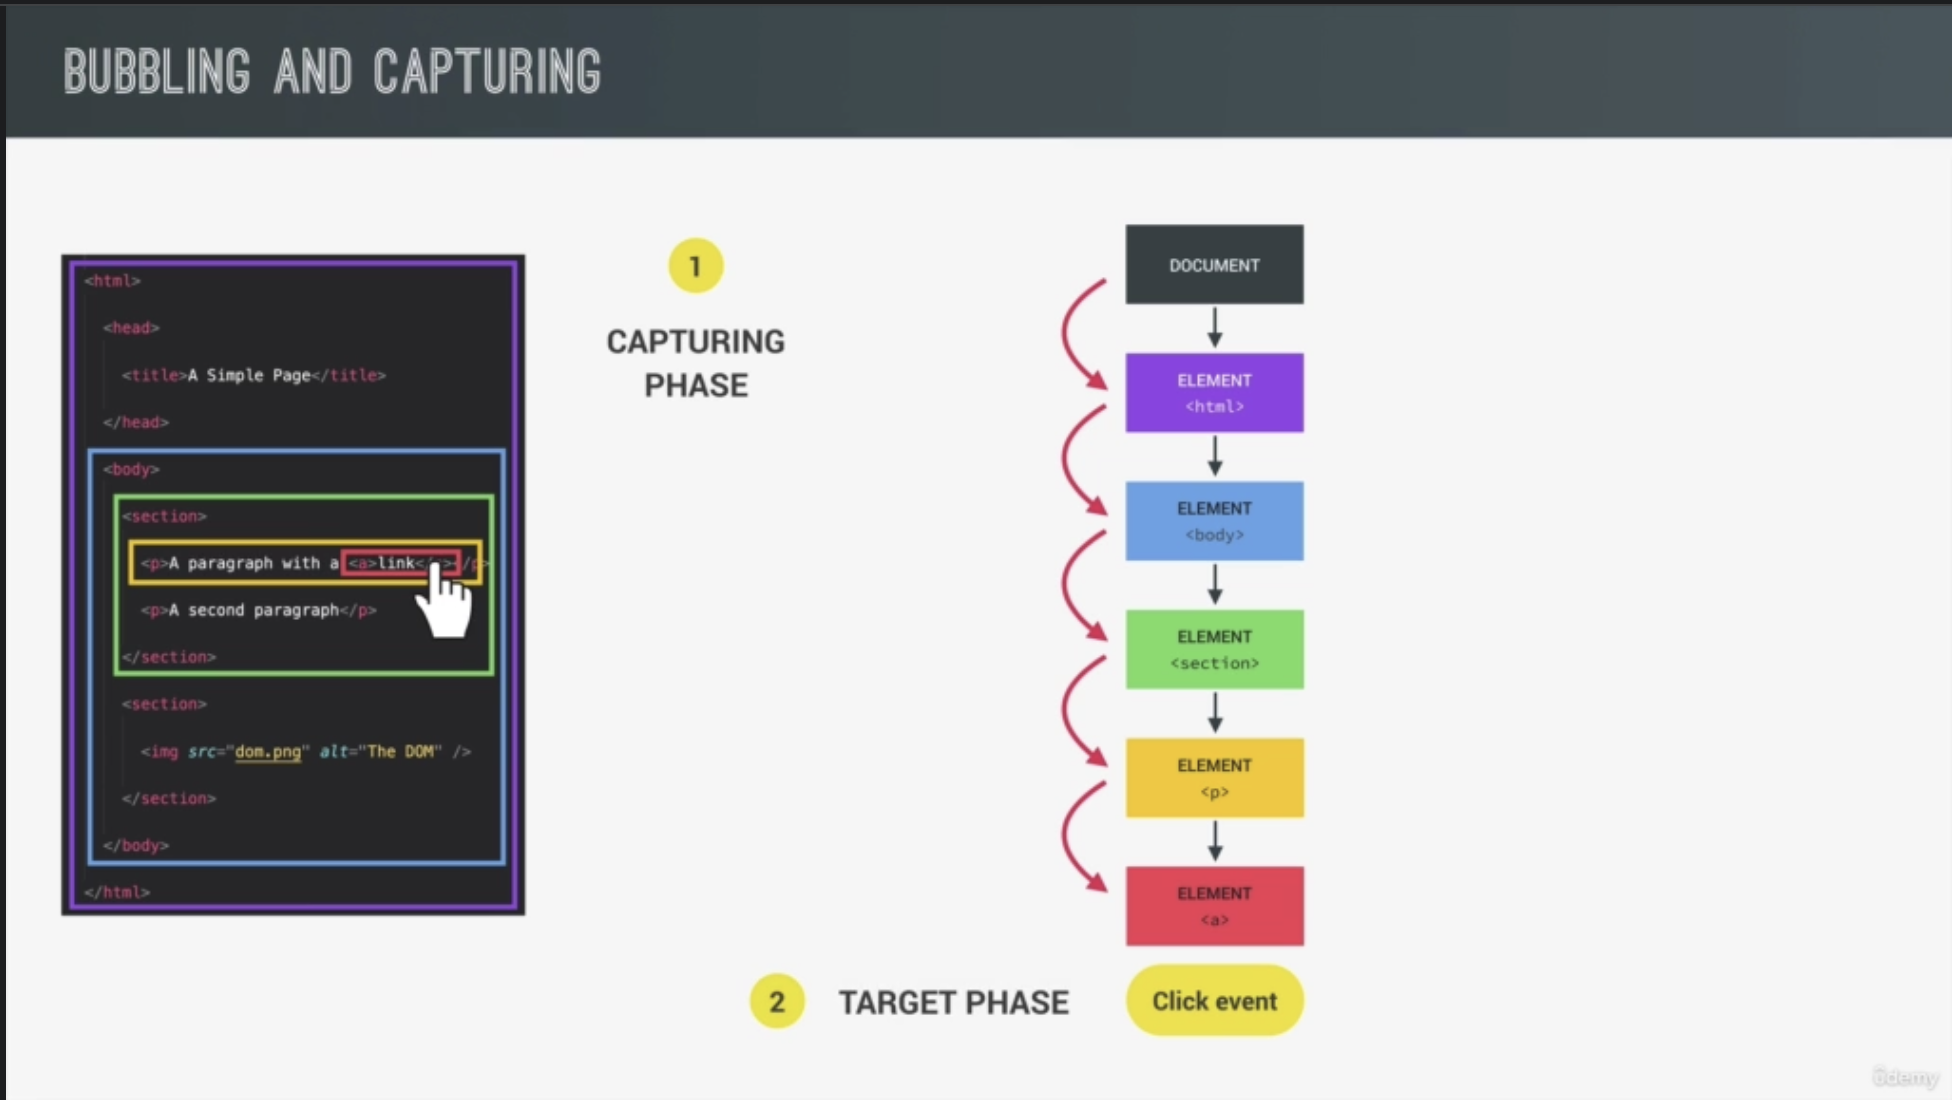 BUBBLING AND CAPTURING
<html>
<head>
<title>A Simple Page</title>
</head>
<body>
<section>
<p>A paragraph with a <a>link</
/p>
<p>A second paragraph</p>
</section>
<section>
<img src="dom.png" alt="The DOM" />
</section>
</body>
</html>
1
CAPTURING
PHASE
DOCUMENT
ELEMENT
<html>
ELEMENT
<body>
ELEMENT
<section>
ELEMENT
<p>
ELEMENT
<a>
2
TARGET PHASE
Click event
Udemy